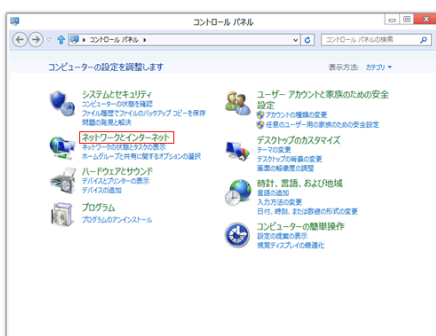 コントロール パネル
コントロール パネル
コントロール パネルの検索
コンピューターの設定を調整します
表示方法: カテゴリ
システムとセキュリティ
コンピューターの状態を確認
ファイル履歴でファイルのバックアップ コピーを保存
問題の発見と解決
ネットワークとインターネット
ネットワークの状態とタスクの表示
ホームグループと共有に関するオプションの選択
ハードウェアとサウンド
デバイスとプリンターの表示
デバイスの追加
プログラム
プログラムのアンインストール
ユーザー アカウントと家族のための安全
設定
アカウントの種類の変更
任意のユーザー用の家族のための安全設定
デスクトップのカスタマイズ
テーマの変更
デスクトップの背景の変更
画面の解像度の調整
時計、言語、および地域
言語の追加
入力方法の変更
日付、時刻、または数値の形式の変更
コンピューターの簡単操作
設定の提案の表示
視覚ディスプレイの最適化